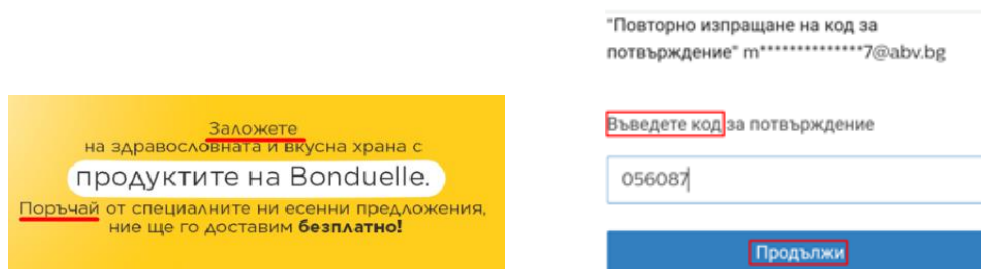 Заложете
на здравословната и вкусна храна с
продуктите на Bonduelle.
Поръчай от специалните ни есенни предложения,
ние ще го доставим безплатно!
"Повторно изпращане на код за
потвърждение" m**************7@abv.bg
Въведете код за потвърждение
056087
Продължи